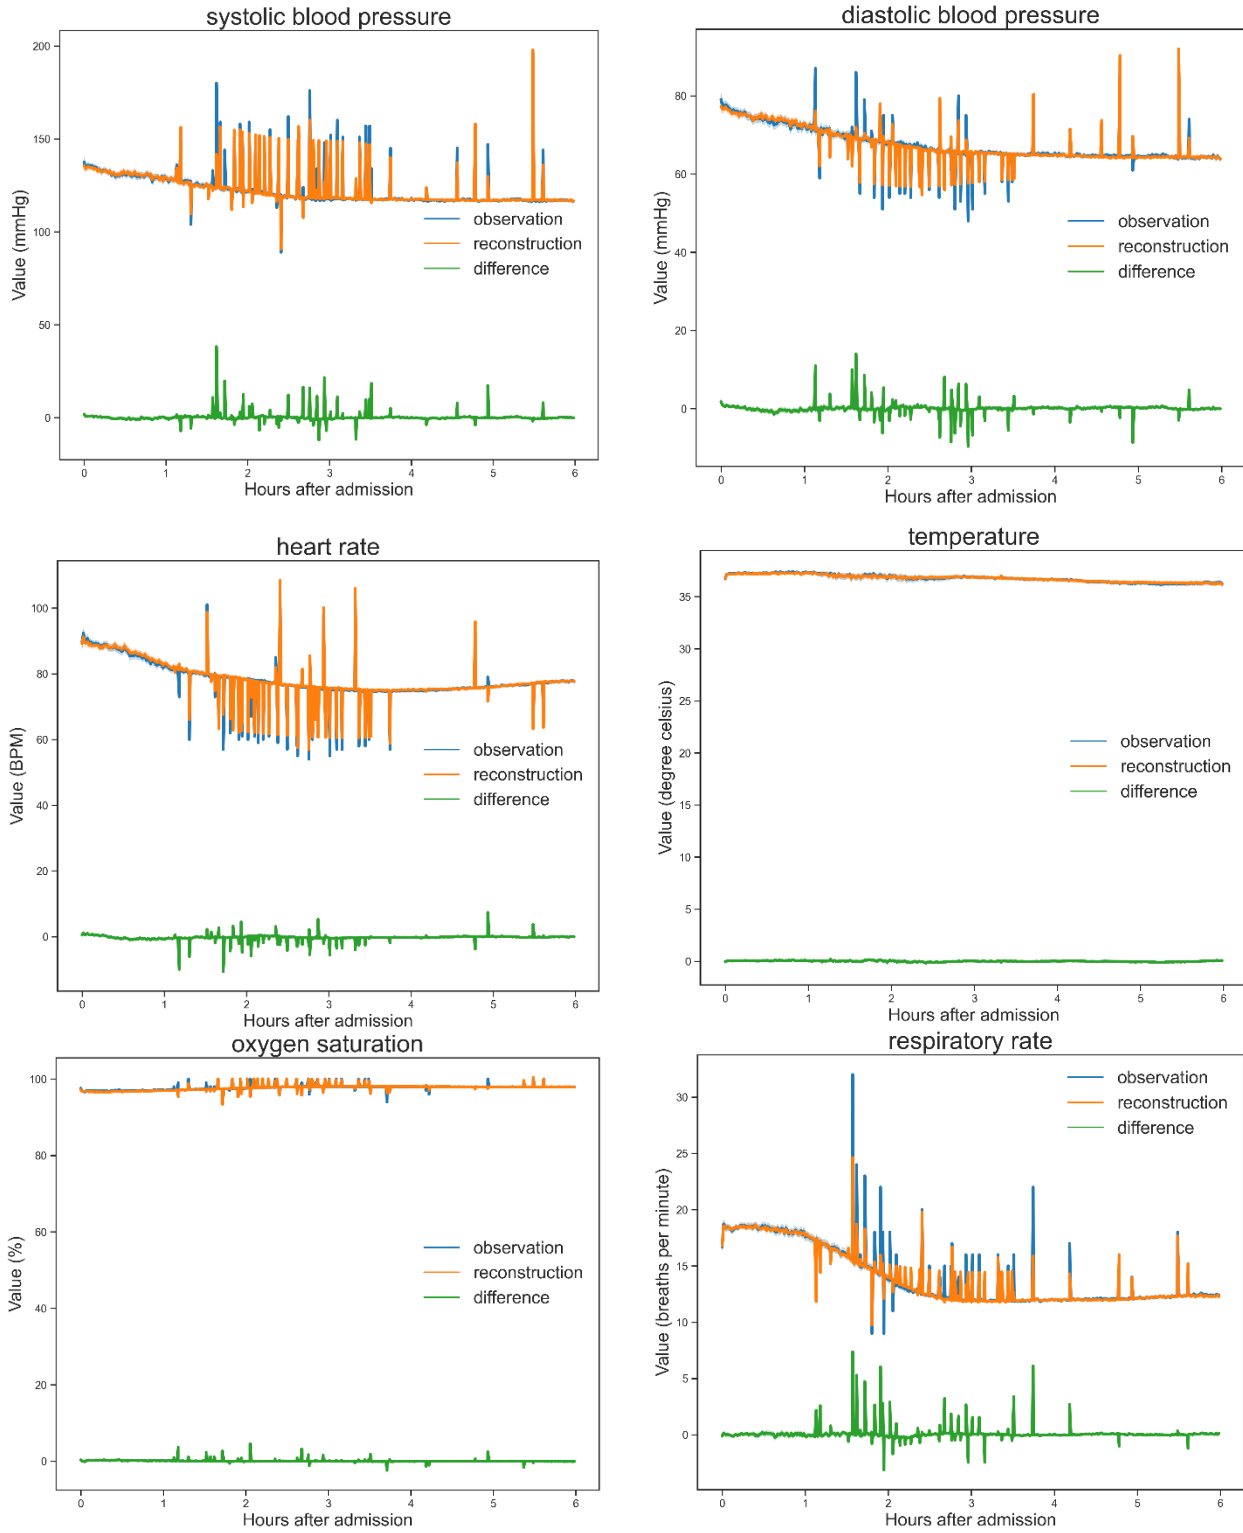 systolic blood pressure
200
150
100
50
0
Value (mmHg)
observation
reconstruction
difference
0 1 2 3 4 5 6
Hours after admission
diastolic blood pressure
80
60
40
20
0
Value (mmHg)
observation
reconstruction
difference
0 1 2 3 4 5 6
Hours after admission
heart rate
100
80
60
40
20
0
Value (BPM)
observation
reconstruction
difference
0 1 2 3 4 5 6
Hours after admission
temperature
35
30
25
20
15
10
5
0
Value (degree celsius)
observation
reconstruction
difference
0 1 2 3 4 5 6
Hours after admission
oxygen saturation
100
80
60
40
20
0
Value (%)
observation
reconstruction
difference
0 1 2 3 4 5 6
Hours after admission
respiratory rate
30
25
20
15
10
5
0
Value (breaths per minute)
observation
reconstruction
difference
0 1 2 3 4 5 6
Hours after admission